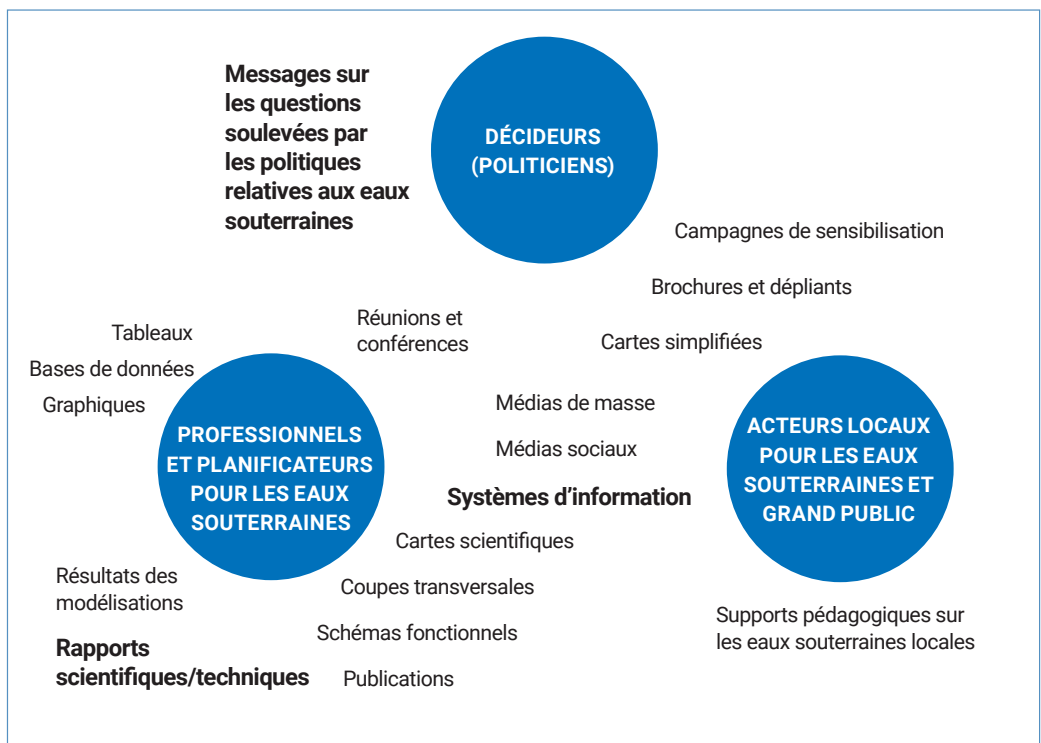 Messages sur
les questions
soulevées par
les politiques
relatives aux eaux
souterraines
DÉCIDEURS
(POLITICIENS)
Campagnes de sensibilisation
Brochures et dépliants
Cartes simplifiées
Réunions et
conférences
Tableaux
Bases de données
Graphiques
PROFESSIONNELS
ET PLANIFICATEURS
POUR LES EAUX
SOUTERRAINES
Médias de masse
Médias sociaux
Systèmes d’information
ACTEURS LOCAUX
POUR LES EAUX
SOUTERRAINES ET
GRAND PUBLIC
Cartes scientifiques
Coupes transversales
Schémas fonctionnels
Publications
Résultats des
modélisations
Rapports
scientifiques/techniques
Supports pédagogiques sur
les eaux souterraines locales